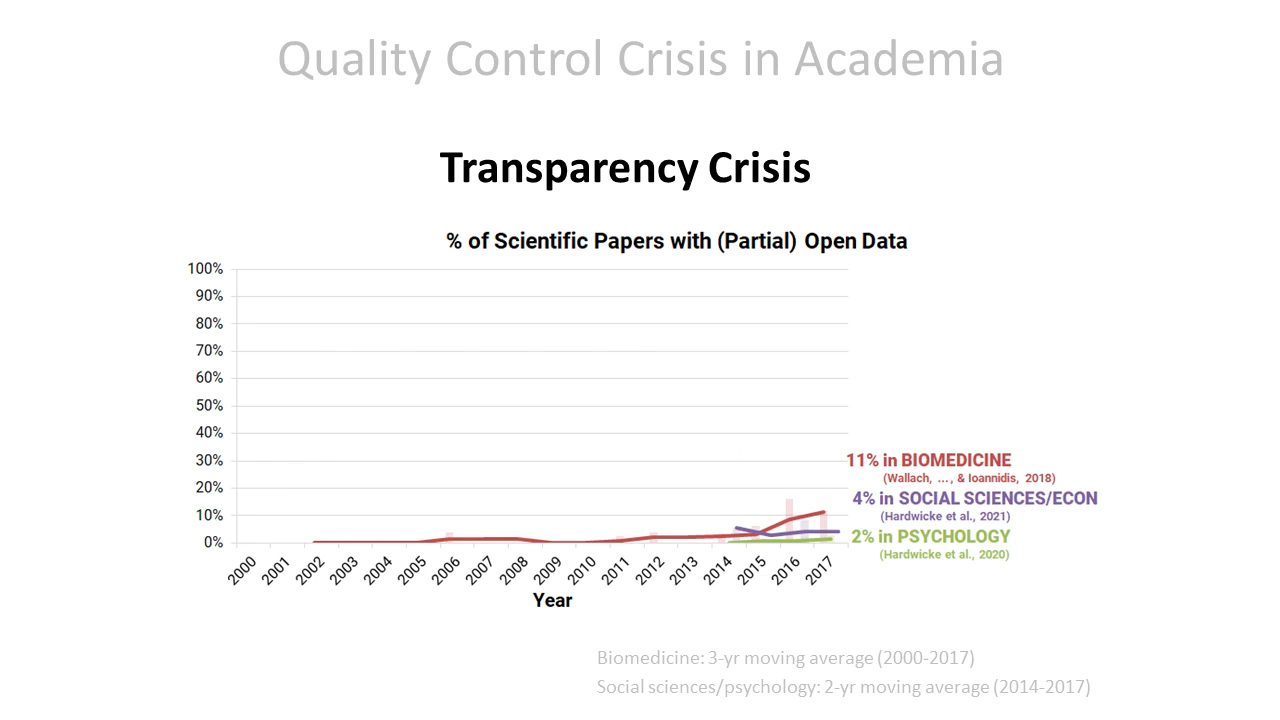 Quality Control Crisis in Academia
Transparency Crisis
% of Scientific Papers with (Partial) Open Data
100%
90%
80%
70%
60%
50%
40%
30%
20%
10%
0%
11% in BIOMEDICINE
(Wallach, ..., & Ioannidis, 2018)
4% in SOCIAL SCIENCES/ECON
(Hardwicke et al., 2021)
2% in PSYCHOLOGY
(Hardwicke et al., 2020)
2000 2001 2002 2003 2004 2005 2006 2007 2008 2009 2010 2011 2012 2013 2014 2015 2016 2017
Year
Biomedicine: 3-yr moving average (2000-2017)
Social sciences/psychology: 2-yr moving average (2014-2017)